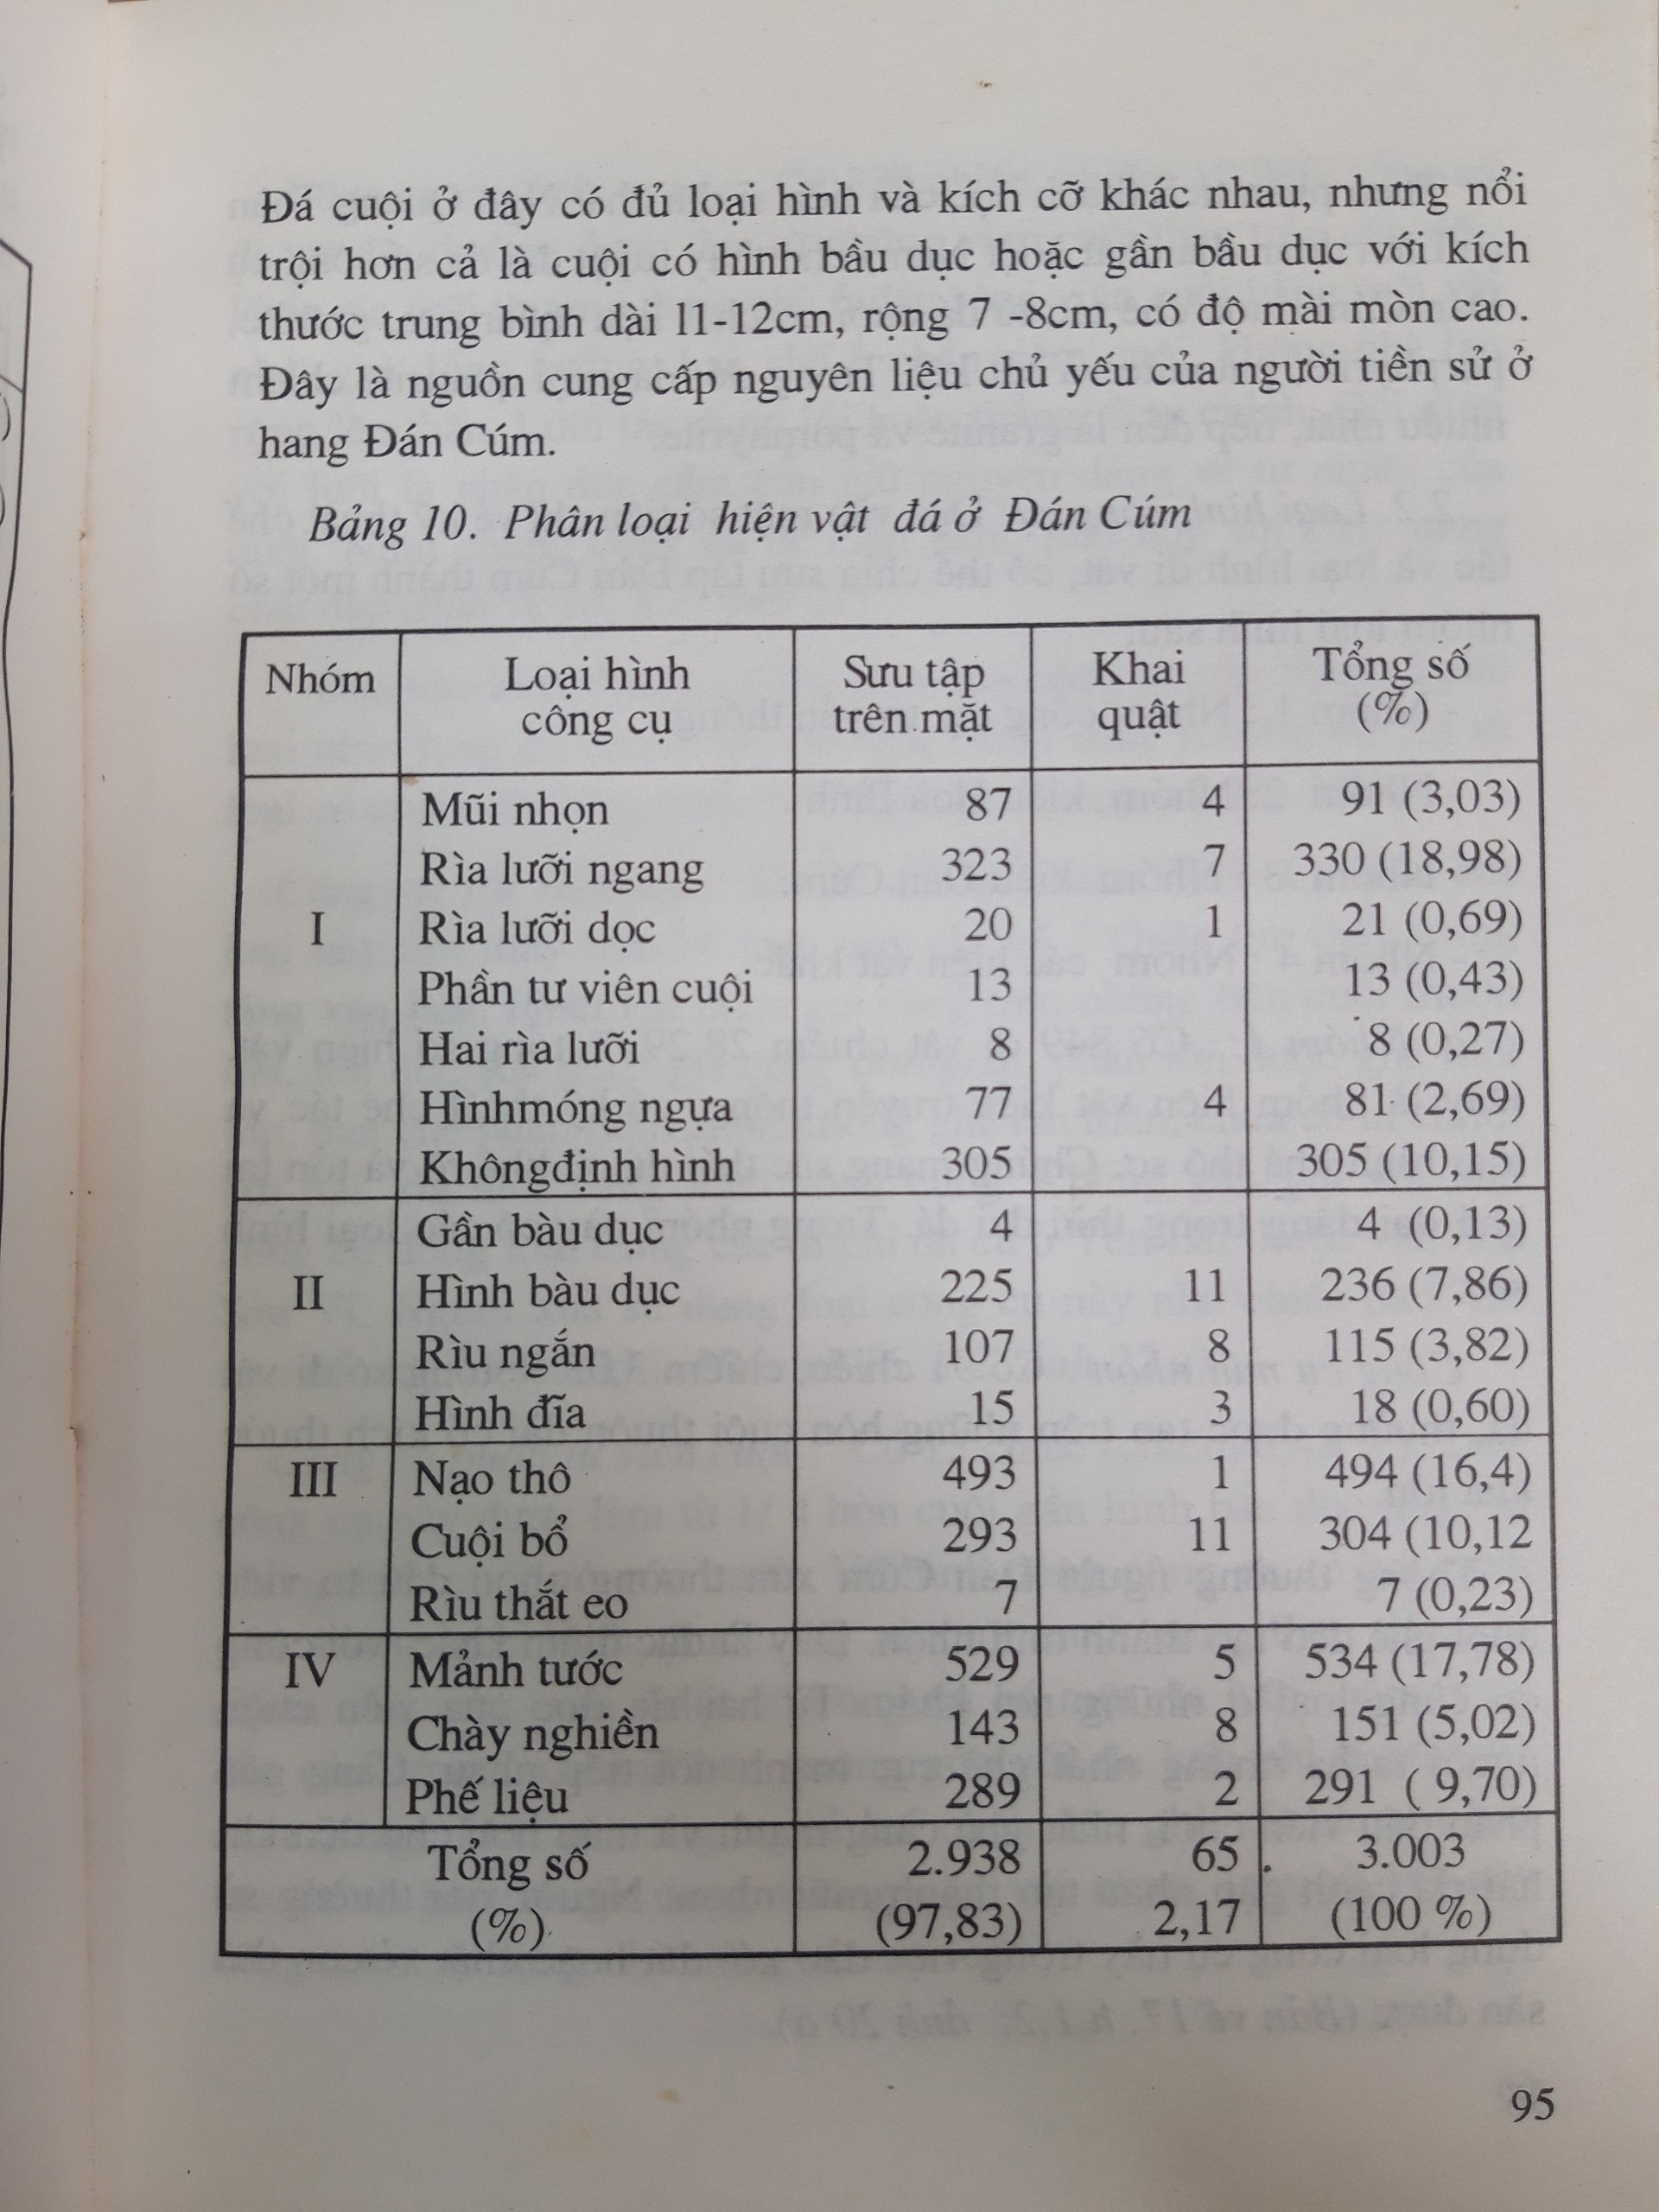 Đá cuội ở đây có đủ loại hình và kích cỡ khác nhau, nhưng nổi
trội hơn cả là cuội có hình bầu dục hoặc gần bầu dục với kích
thước trung bình dài 11-12cm, rộng 7 -8cm, có độ mài mòn cao.
Đây là nguồn cung cấp nguyên liệu chủ yếu của người tiền sử ở
hang Đán Cúm.
Bảng 10. Phân loại hiện vật đá ở Đán Cúm
Nhóm Loại hình công cụ Sưu tập trên mặt Khai quật Tổng số (%)
Mũi nhọn 87 4 91 (3,03)
Rìa lưỡi ngang 323 7 330 (18,98)
I Rìa lưỡi dọc 20 1 21 (0,69)
Phần tư viên cuội 13 13 (0,43)
Hai rìa lưỡi 8 8 (0,27)
Hìnhmóng ngựa 77 4 81 (2,69)
Khôngđịnh hình 305 305 (10,15)
Gần bàu dục 4 4 (0,13)
II Hình bàu dục 225 11 236 (7,86)
Rìu ngắn 107 8 115 (3,82)
Hình đĩa 15 3 18 (0,60)
III Nạo thô 493 1 494 (16,4)
Cuội bổ 293 11 304 (10,12
Rìu thắt eo 7 7 (0,23)
IV Mảnh tước 529 5 534 (17,78)
Chày nghiền 143 8 151 (5,02)
Phế liệu 289 2 291 ( 9,70)
Tổng số 2.938 65 3.003
(%) (97,83) 2,17 (100 %)
95